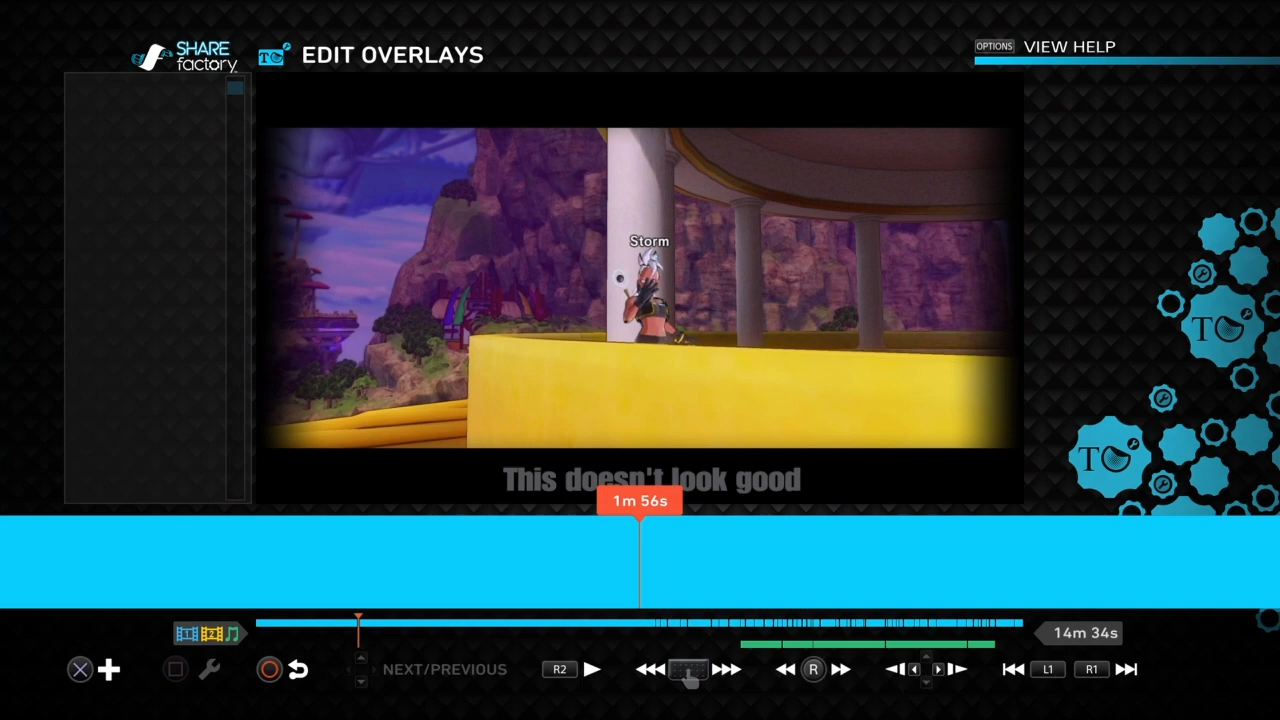 SHARE
factory
EDIT OVERLAYS
OPTIONS VIEW HELP
Storm
This doesn't look good
1m 56s
14m 34s
NEXT/PREVIOUS
R2
R
L1
R1